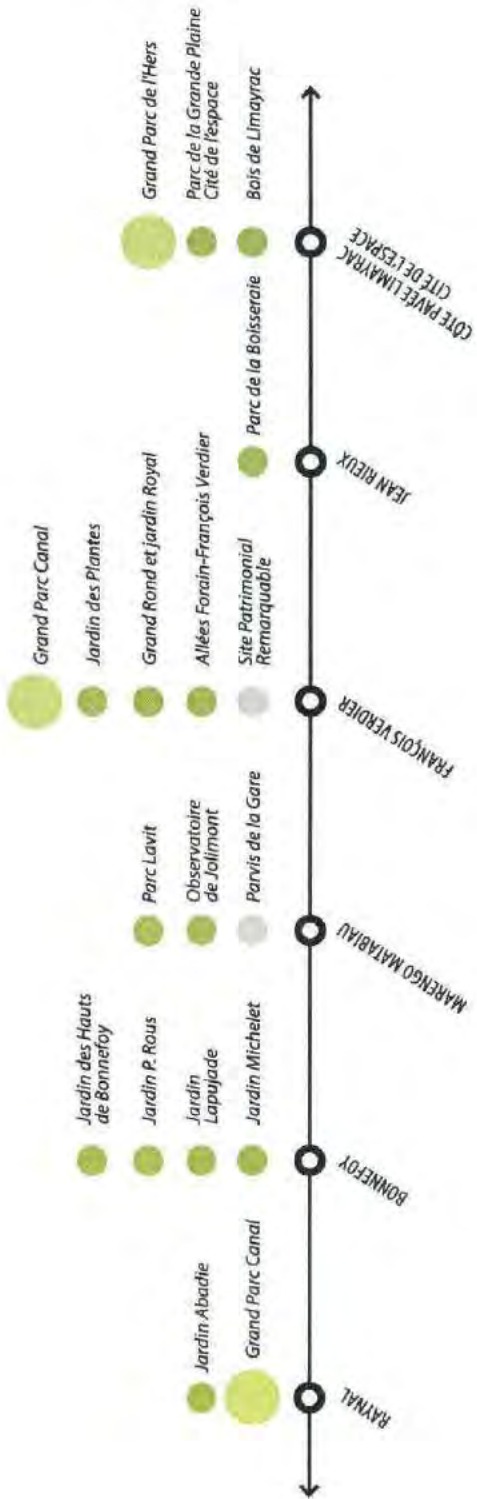 Jardin Abadie
Grand Parc Canal
RAYNAL
Jardin des Hauts
de Bonnefoy
Jardin P. Rous
Jardin
Lapujade
Jardin Michelet
BONNEFOY
Parc Lavit
Observatoire
de Jolimont
Parvis de la Gare
MARENGO MATABIAU
Grand Parc Canal
Jardin des Plantes
Grand Rond et jardin Royal
Allées Forain-François Verdier
Site Patrimonial
Remarquable
FRANÇOIS VERDIER
Parc de la Boisseraie
JEAN RIEUX
Grand Parc de l'Hers
Parc de la Grande Plaine
Cité de l'espace
Bois de Limayrac
CÔTE PAVÉE LIMAYRAC
CITÉ DE L'ESPACE